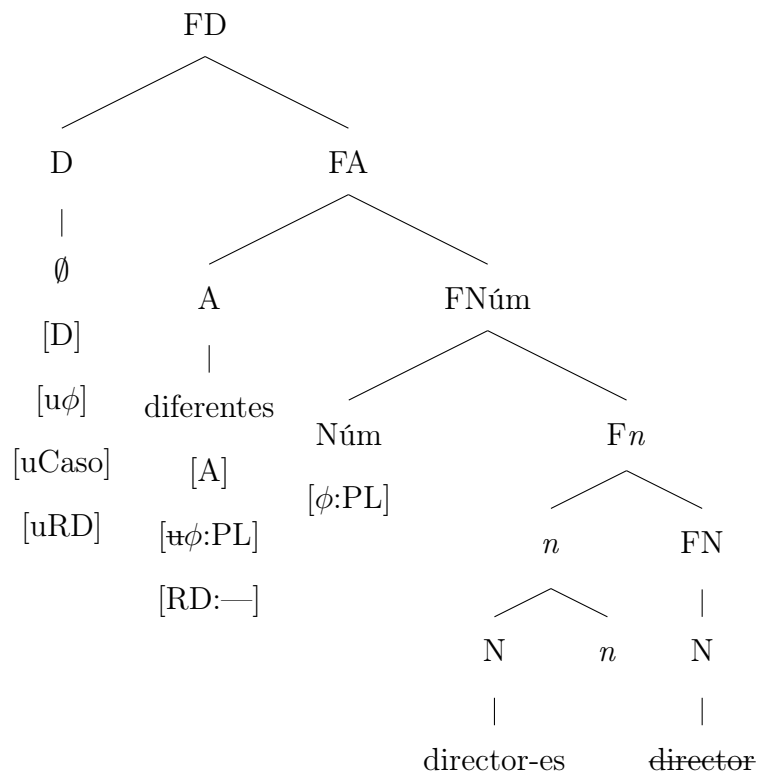 FD
D FA
∅ A FNúm
[D]
[uϕ] diferentes Núm Fn
[uCaso] [A] [ϕ:PL]
[uRD] [uϕ:PL] n FN
[RD:—]
N n N
director-es director